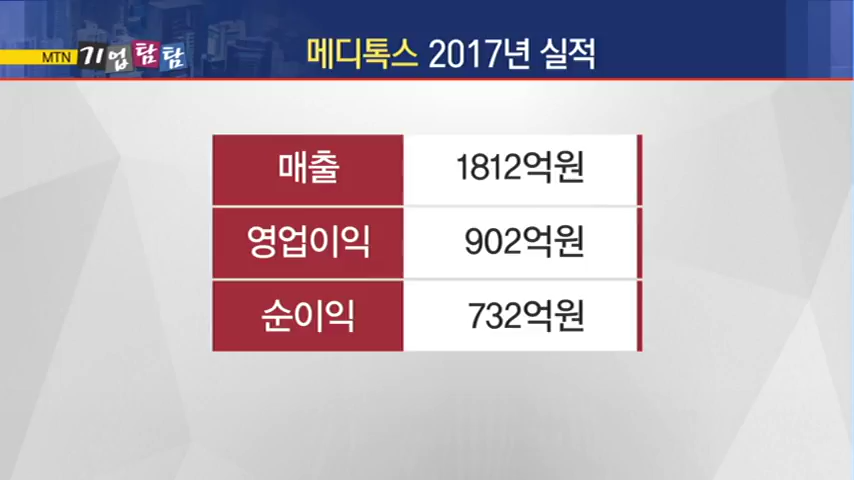 MTN 기업탐탐
메디톡스 2017년 실적
매출 1812억원
영업이익 902억원
순이익 732억원